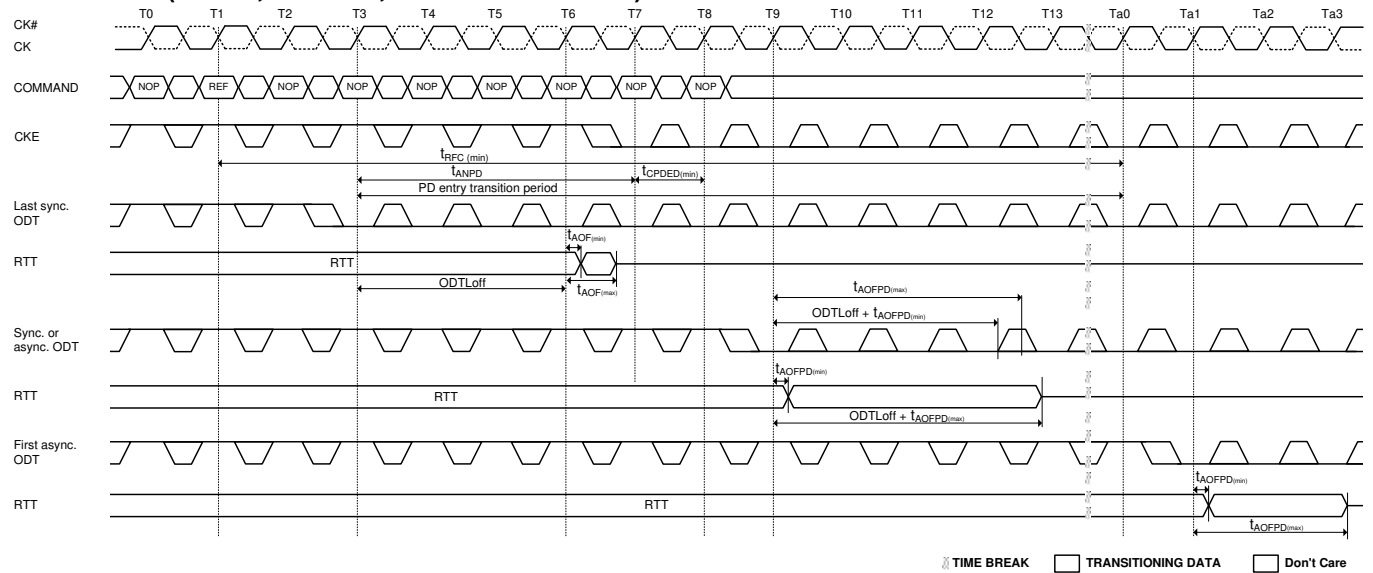 T0 T1 T2 T3 T4 T5 T6 T7 T8 T9 T10 T11 T12 T13 Ta0 Ta1 Ta2 Ta3
CK#
CK
COMMAND NOP REF NOP NOP NOP NOP NOP NOP NOP
CKE
tRFC (min)
tANPD tCPDED(min)
PD entry transition period
Last sync.
ODT
tAOF(min)
RTT RTT
ODTLoff tAOF(max)
tAOFPD(max)
ODTLoff + tAOFPD(min)
Sync. or
async. ODT
tAOFPD(min)
RTT RTT
ODTLoff + tAOFPD(max)
First async.
ODT
tAOFPD(min)
RTT RTT
tAOFPD(max)
TIME BREAK TRANSITIONING DATA Don't Care